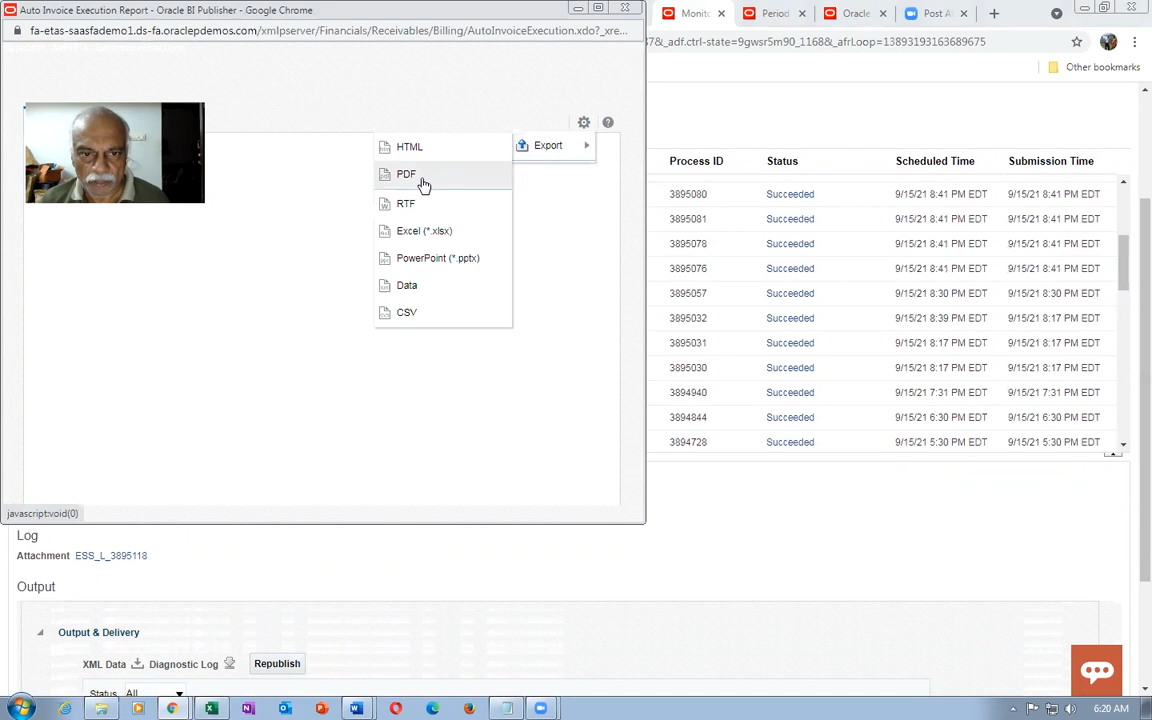 Auto Invoice Execution Report - Oracle BI Publisher - Google Chrome
Monito
Period
Oracle
Post A
fa-etas-saasfademo1.ds-fa.oraclepdemos.com/xmlpserver/Financials/Receivables/Billing/AutoInvoiceExecution.xdo?_xre...
37&_adf.ctrl-state=9gwsr5m90_1168&_afrLoop=13893193163689675
Other bookmarks
Export
HTML
PDF
RTF
Excel (*.xlsx)
PowerPoint (*.pptx)
Data
CSV
Process ID Status Scheduled Time Submission Time
3895080 Succeeded 9/15/21 8:41 PM EDT 9/15/21 8:41 PM EDT
3895081 Succeeded 9/15/21 8:41 PM EDT 9/15/21 8:41 PM EDT
3895078 Succeeded 9/15/21 8:41 PM EDT 9/15/21 8:41 PM EDT
3895076 Succeeded 9/15/21 8:41 PM EDT 9/15/21 8:41 PM EDT
3895057 Succeeded 9/15/21 8:30 PM EDT 9/15/21 8:30 PM EDT
3895032 Succeeded 9/15/21 8:39 PM EDT 9/15/21 8:17 PM EDT
3895031 Succeeded 9/15/21 8:17 PM EDT 9/15/21 8:17 PM EDT
3895030 Succeeded 9/15/21 8:17 PM EDT 9/15/21 8:17 PM EDT
3894940 Succeeded 9/15/21 7:31 PM EDT 9/15/21 7:31 PM EDT
3894844 Succeeded 9/15/21 6:30 PM EDT 9/15/21 6:30 PM EDT
3894728 Succeeded 9/15/21 5:30 PM EDT 9/15/21 5:30 PM EDT
javascript:void(0)
Log
Attachment ESS_L_3895118
Output
Output & Delivery
XML Data Diagnostic Log Republish
Status All
6:20 AM